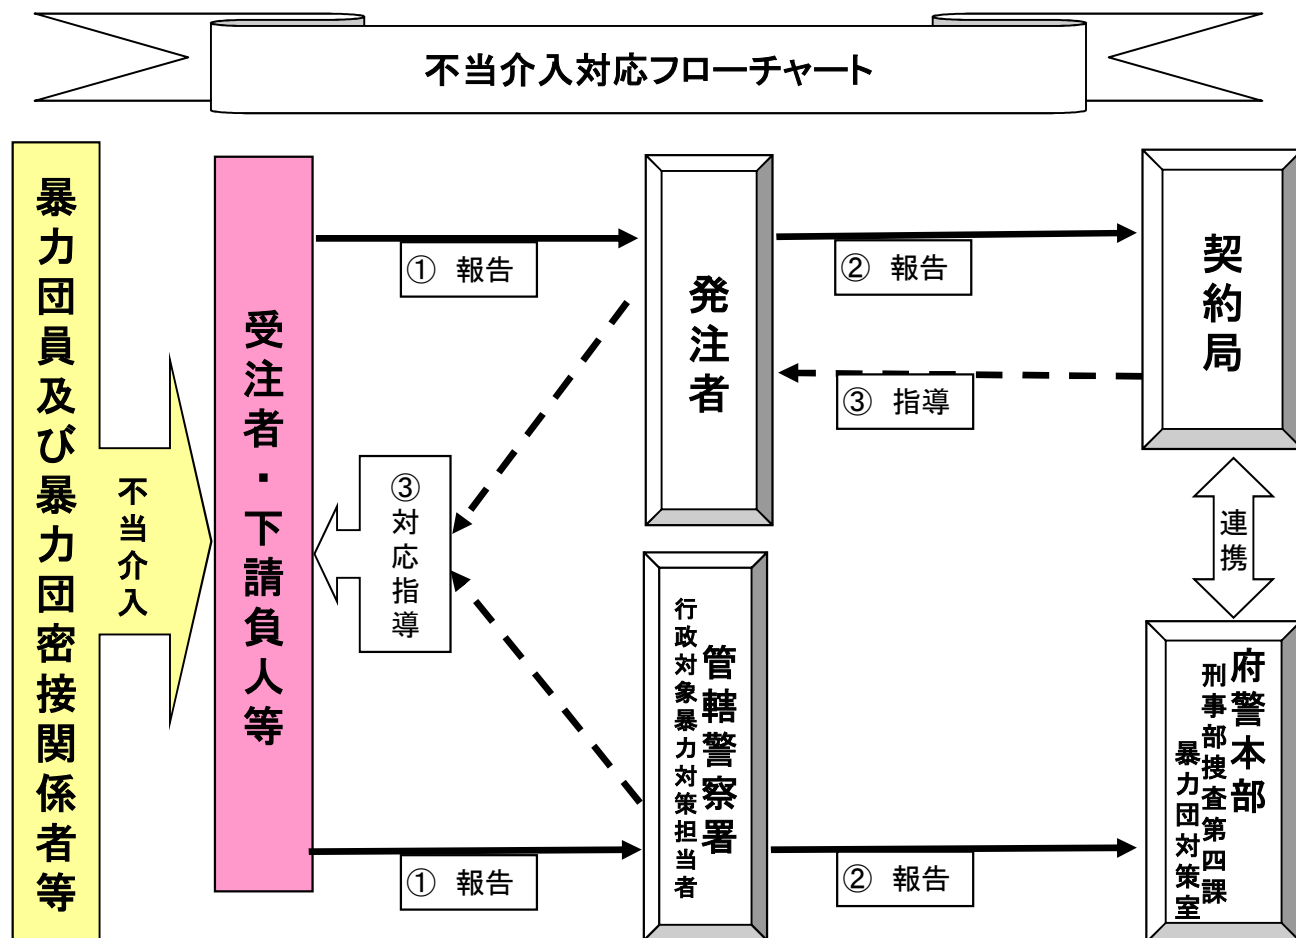 不当介入対応フローチャート
暴力団員及び暴力団密接関係者等
不当介入
受注者・下請負人等
① 報告
発注者
② 報告
契約局
③ 指導
③
対応指導
連携
① 報告
管轄警察署
行政対象暴力対策担当者
② 報告
府警本部
刑事部捜査第四課
暴力団対策室